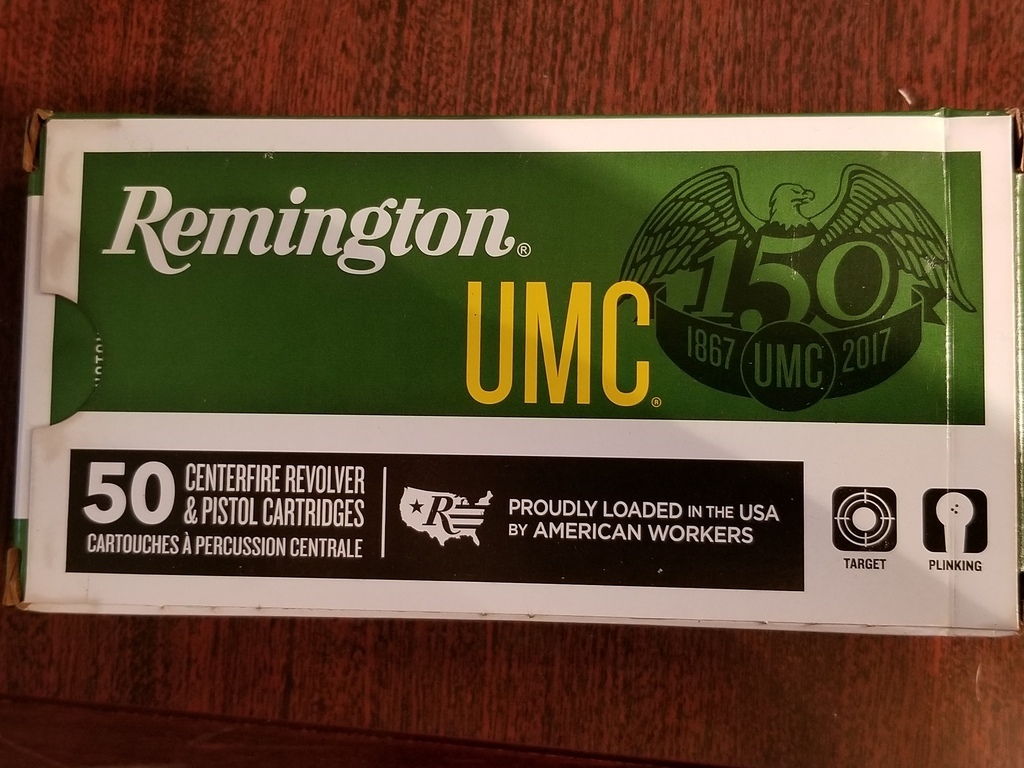 Remington®
UMC®
150
1867 UMC 2017
50 CENTERFIRE REVOLVER
& PISTOL CARTRIDGES
CARTOUCHES À PERCUSSION CENTRALE
R
PROUDLY LOADED IN THE USA
BY AMERICAN WORKERS
TARGET
PLINKING